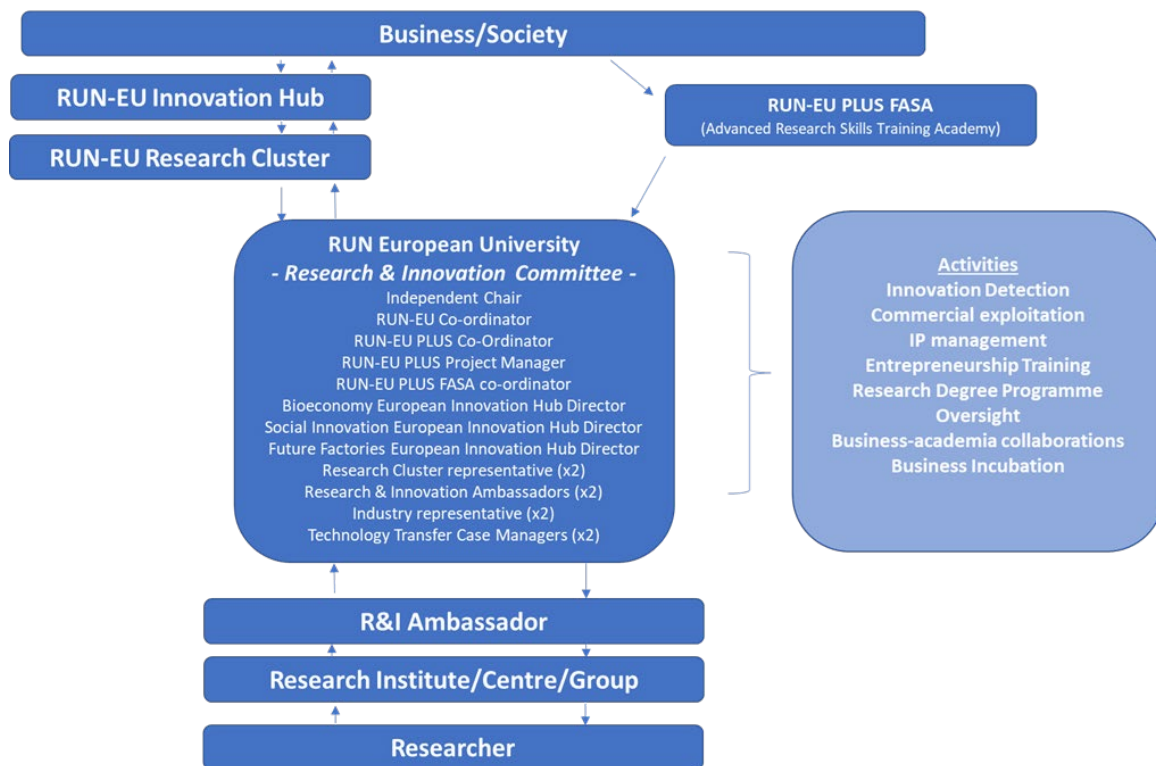 Business/Society
RUN-EU Innovation Hub
RUN-EU PLUS FASA
(Advanced Research Skills Training Academy)
RUN-EU Research Cluster
RUN European University
- Research & Innovation Committee -
Independent Chair
RUN-EU Co-ordinator
RUN-EU PLUS Co-Ordinator
RUN-EU PLUS Project Manager
RUN-EU PLUS FASA co-ordinator
Bioeconomy European Innovation Hub Director
Social Innovation European Innovation Hub Director
Future Factories European Innovation Hub Director
Research Cluster representative (x2)
Research & Innovation Ambassadors (x2)
Industry representative (x2)
Technology Transfer Case Managers (x2)
Activities
Innovation Detection
Commercial exploitation
IP management
Entrepreneurship Training
Research Degree Programme
Oversight
Business-academia collaborations
Business Incubation
R&I Ambassador
Research Institute/Centre/Group
Researcher